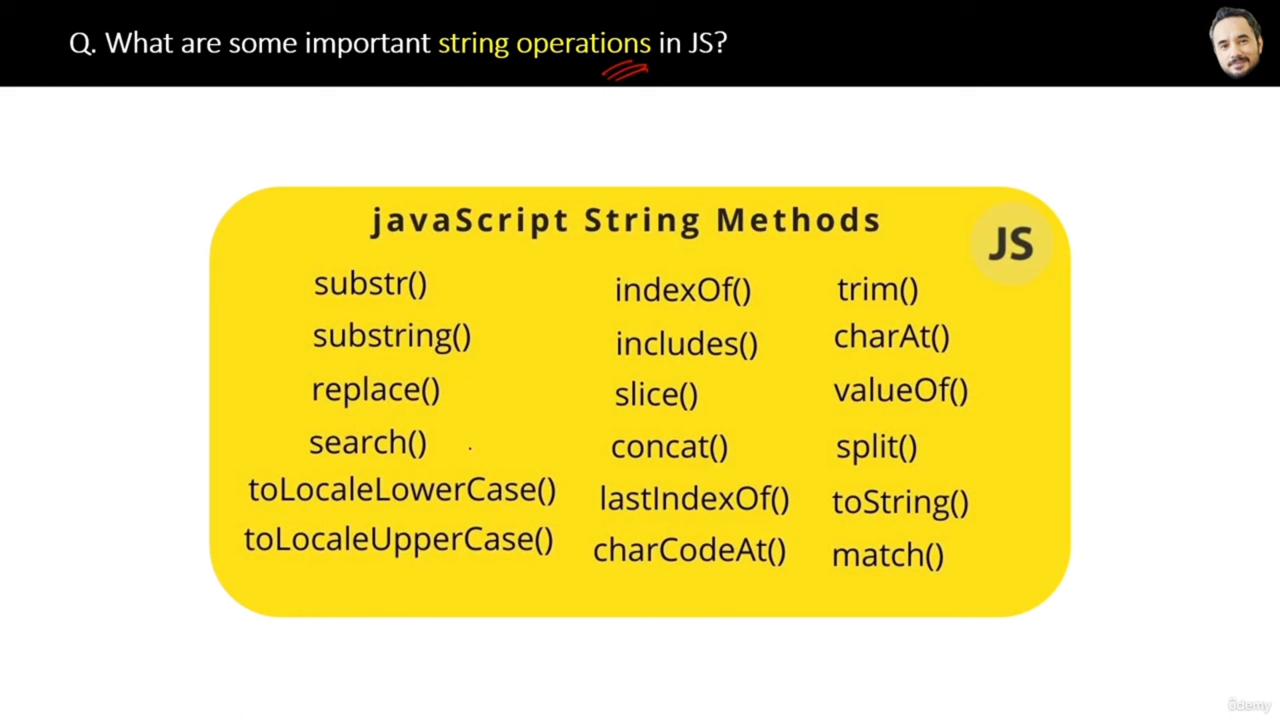 Q. What are some important string operations in JS?
javaScript String Methods
JS
substr()
substring()
replace()
search()
toLocaleLowerCase()
toLocaleUpperCase()
indexOf()
includes()
slice()
concat()
lastIndexOf()
charCodeAt()
trim()
charAt()
valueOf()
split()
toString()
match()
ûdemy